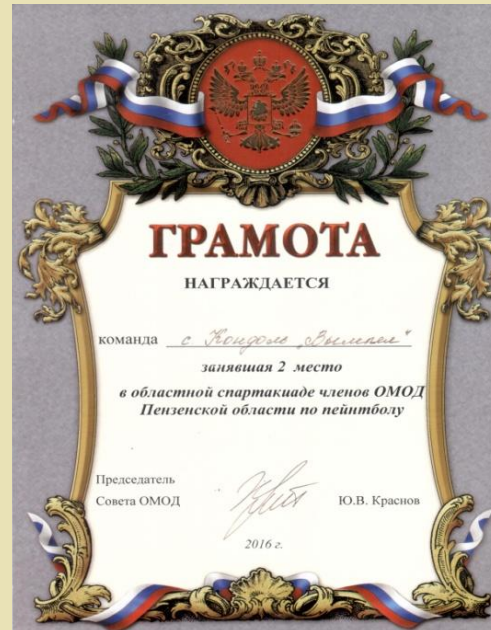 ГРАМОТА
НАГРАЖДАЕТСЯ
команда с Кондоль „Вымпел"
занявшая 2 место
в областной спартакиаде членов ОМОД
Пензенской области по пейнтболу
Председатель
Совета ОМОД Ю.В. Краснов
2016 г.